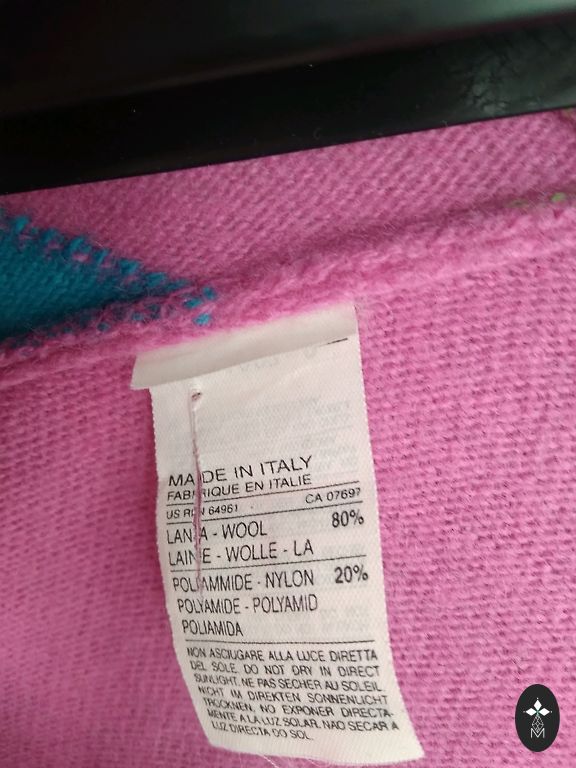 MADE IN ITALY
FABRIQUE EN ITALIE
US RN 64961 CA 07697
LANA - WOOL 80%
LAINE - WOLLE - LA
POLIAMMIDE - NYLON 20%
POLYAMIDE - POLYAMID
POLIAMIDA
NON ASCIUGARE ALLA LUCE DIRETTA
DEL SOLE. DO NOT DRY IN DIRECT
SUNLIGHT. NE PAS SECHER AU SOLEIL.
NICHT IM DIREKTEN SONNENLICHT
TROCKNEN. NO EXPONER DIRECTA-
MENTE A LA LUZ SOLAR. NAO SECAR A
LUZ DIRECTA DO SOL.
M